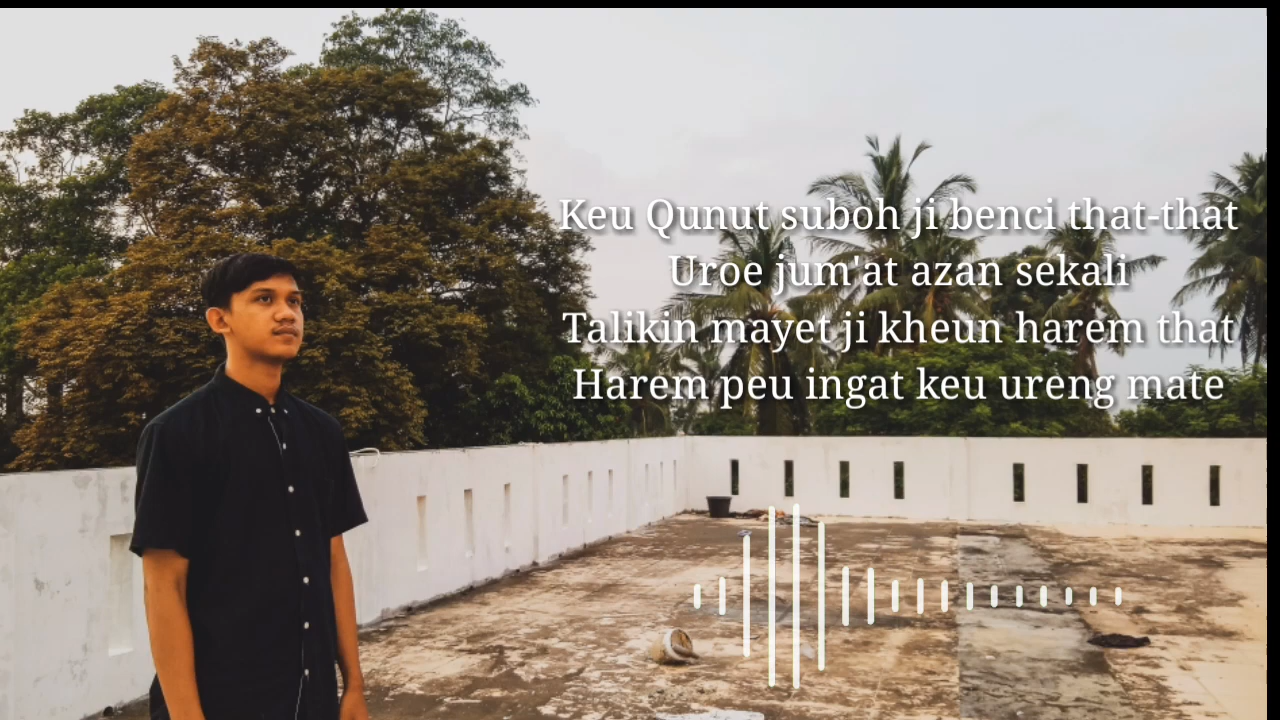 Keu Qunut suboh ji benci that-that
Uroe jum'at azan sekali
Talikin mayet ji kheun harem that
Harem peu ingat keu ureng mate